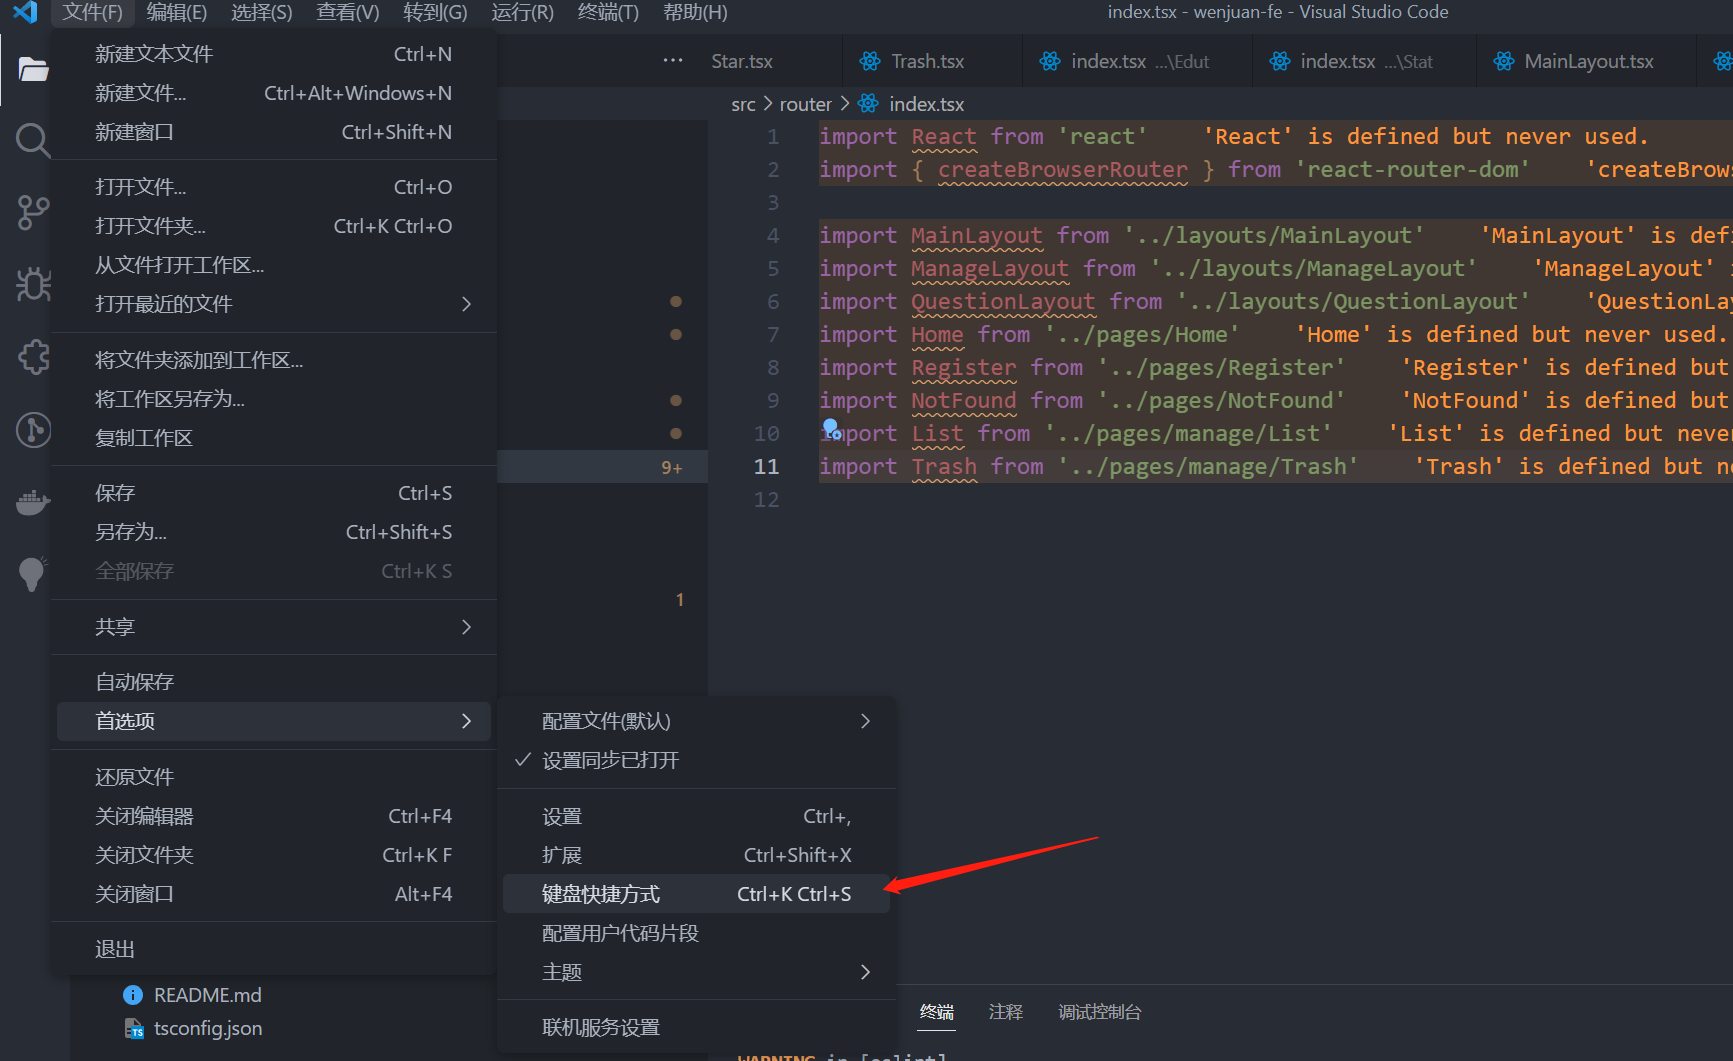 文件(F) 编辑(E) 选择(S) 查看(V) 转到(G) 运行(R) 终端(T) 帮助(H) index.tsx - wenjuan-fe - Visual Studio Code
新建文本文件 Ctrl+N
新建文件... Ctrl+Alt+Windows+N
新建窗口 Ctrl+Shift+N
打开文件... Ctrl+O
打开文件夹... Ctrl+K Ctrl+O
从文件打开工作区...
打开最近的文件
将文件夹添加到工作区...
将工作区另存为...
复制工作区
保存 Ctrl+S
另存为... Ctrl+Shift+S
全部保存 Ctrl+K S
共享
自动保存
首选项
还原文件
关闭编辑器 Ctrl+F4
关闭文件夹 Ctrl+K F
关闭窗口 Alt+F4
退出
README.md
tsconfig.json
9+
1
配置文件(默认)
设置同步已打开
设置 Ctrl+,
扩展 Ctrl+Shift+X
键盘快捷方式 Ctrl+K Ctrl+S
配置用户代码片段
主题
联机服务设置
... Star.tsx Trash.tsx index.tsx ...\Edut index.tsx ...\Stat MainLayout.tsx
src > router > index.tsx
1 import React from 'react' 'React' is defined but never used.
2 import { createBrowserRouter } from 'react-router-dom' 'createBrows
3
4 import MainLayout from '../layouts/MainLayout' 'MainLayout' is defi
5 import ManageLayout from '../layouts/ManageLayout' 'ManageLayout'
6 import QuestionLayout from '../layouts/QuestionLayout' 'QuestionLay
7 import Home from '../pages/Home' 'Home' is defined but never used.
8 import Register from '../pages/Register' 'Register' is defined but
9 import NotFound from '../pages/NotFound' 'NotFound' is defined but
10 import List from '../pages/manage/List' 'List' is defined but never
11 import Trash from '../pages/manage/Trash' 'Trash' is defined but ne
12
终端 注释 调试控制台
WARNING in [eslint]